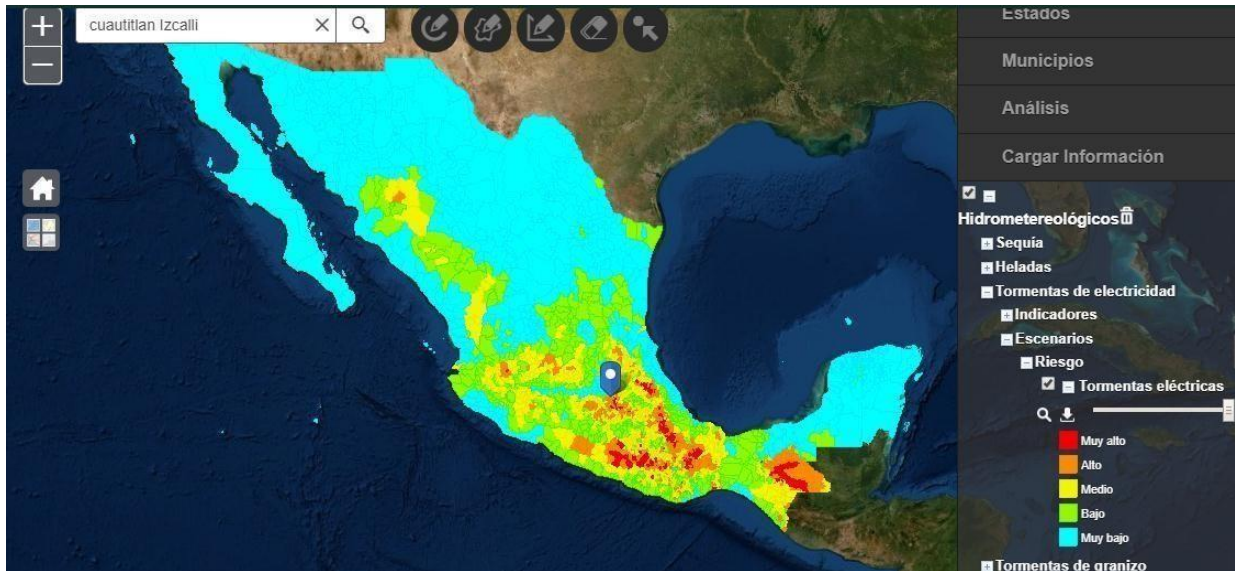 cuautitlan Izcalli
Estados
Municipios
Análisis
Cargar Información
Hidrometereológicos
Sequía
Heladas
Tormentas de electricidad
Indicadores
Escenarios
Riesgo
Tormentas eléctricas
Muy alto
Alto
Medio
Bajo
Muy bajo
Tormentas de granizo